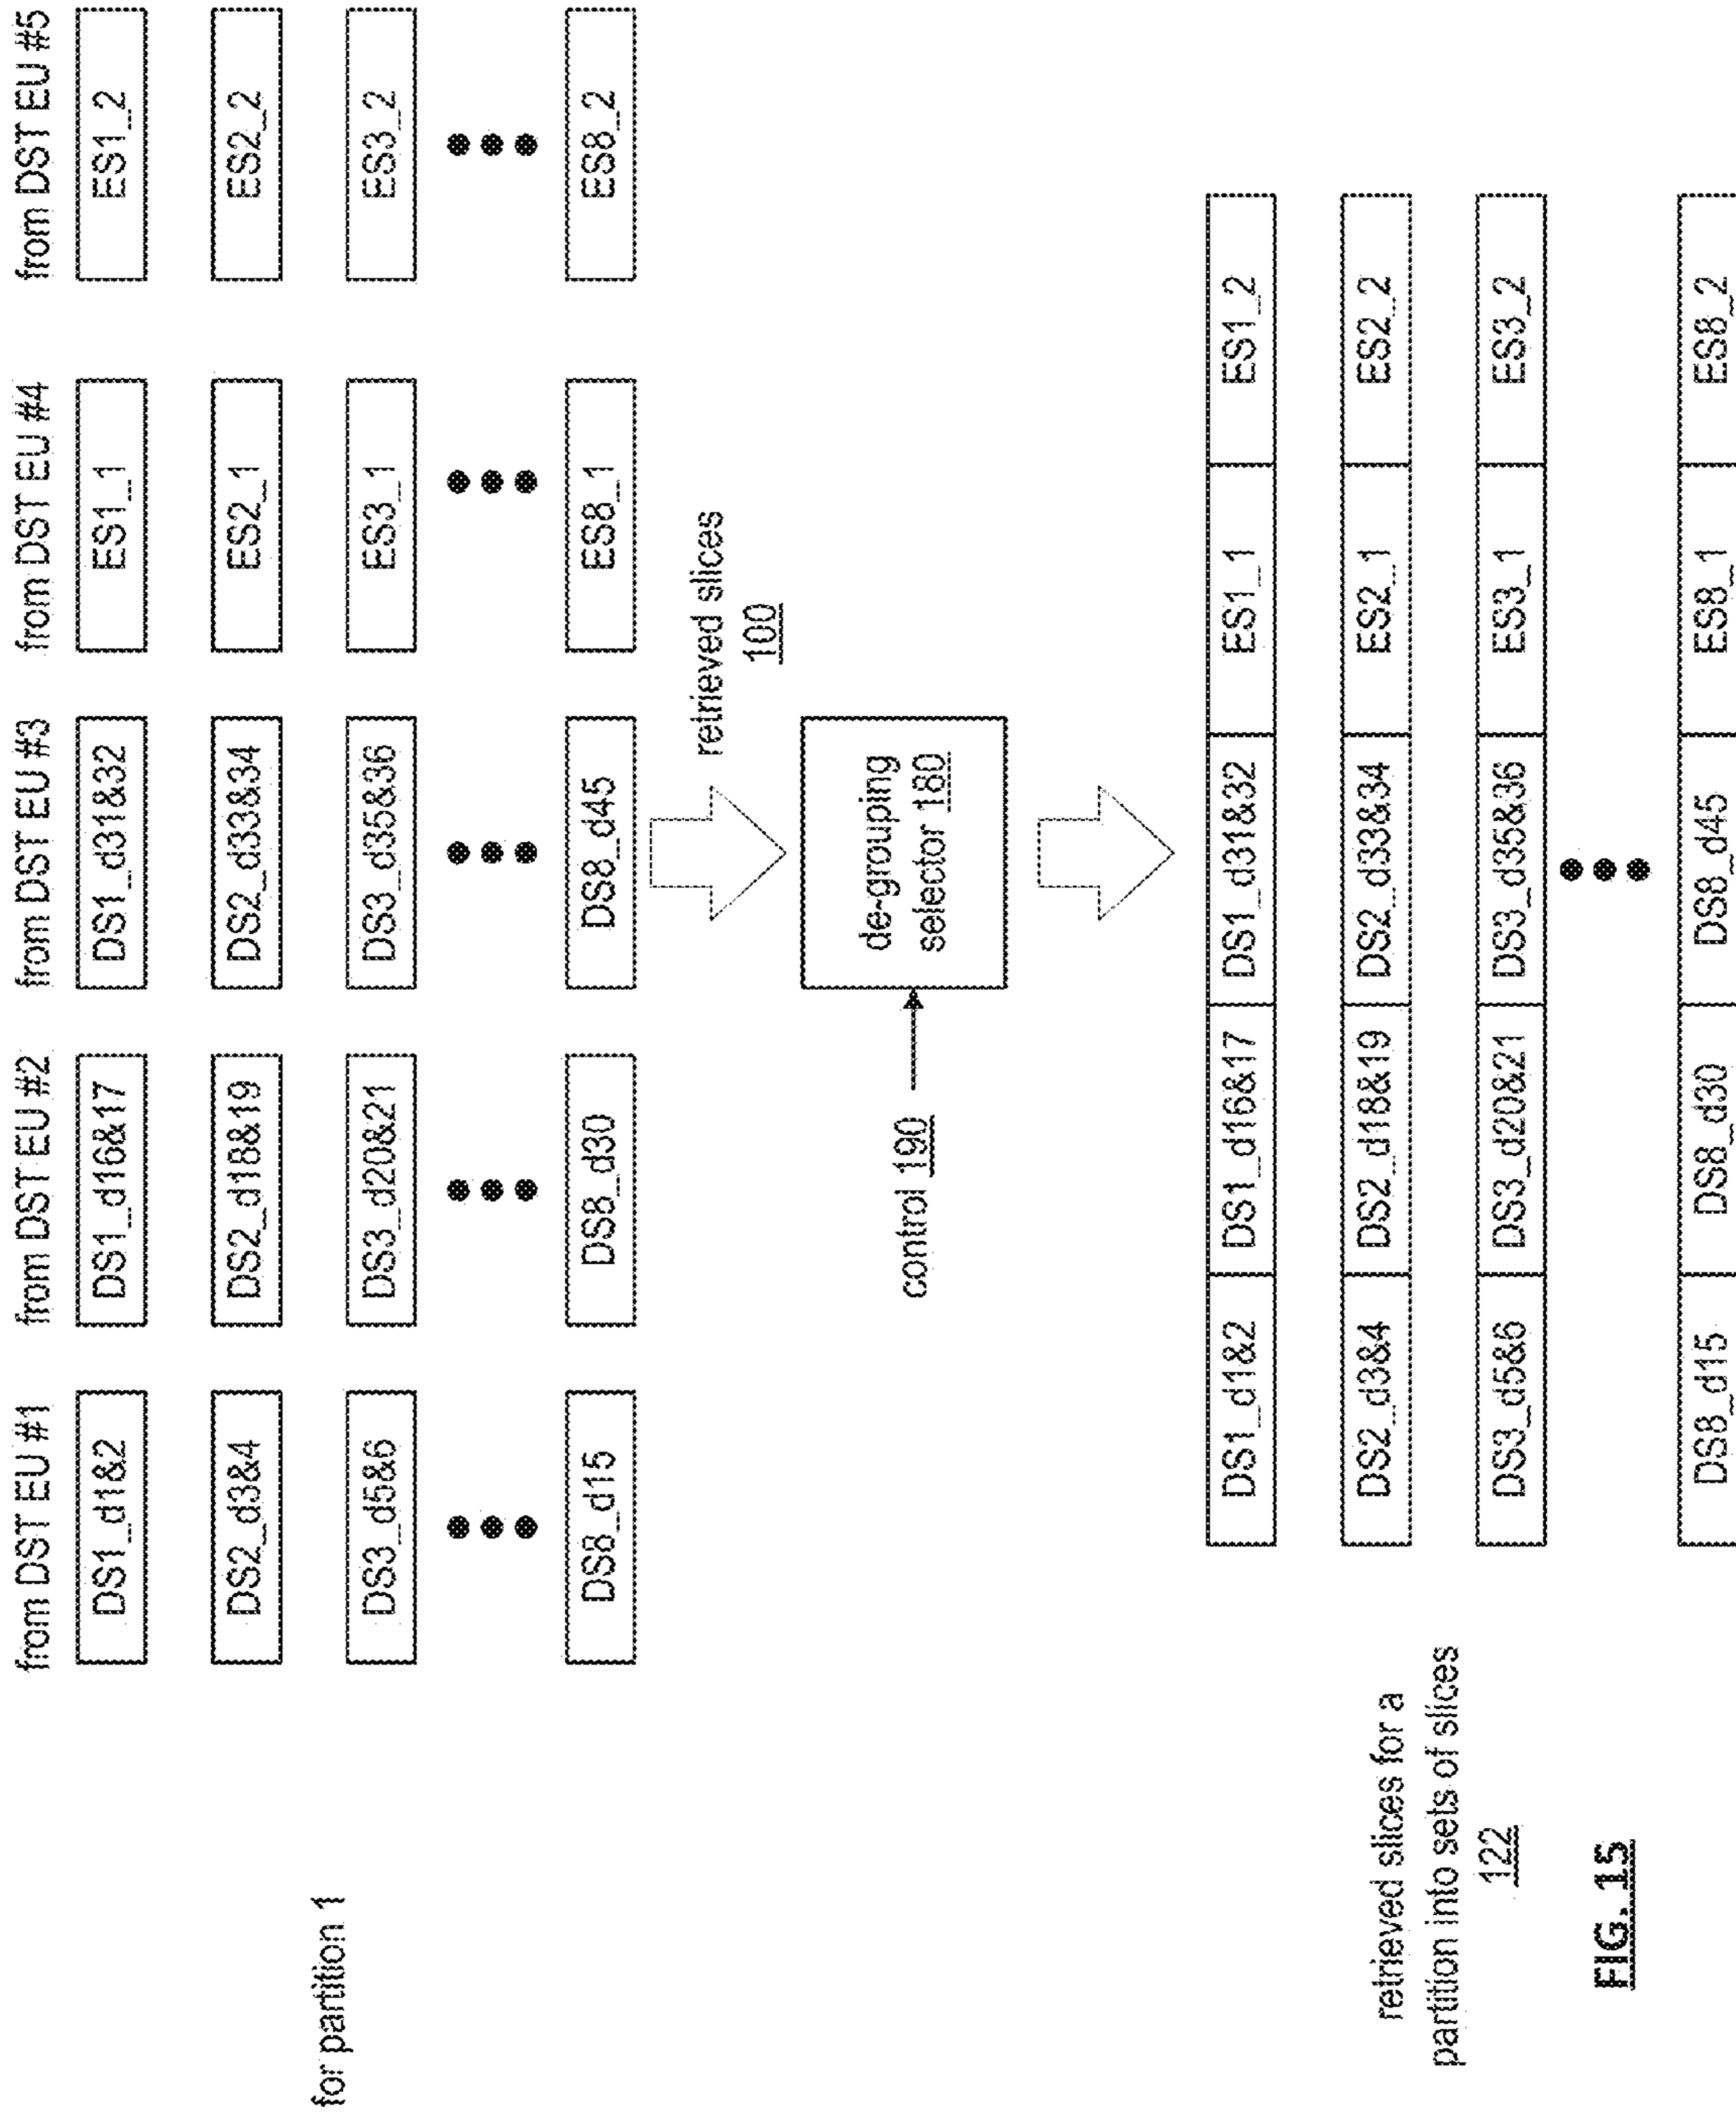 from DST EU #1 from DST EU #2 from DST EU #3 from DST EU #4 from DST EU #5
DS1_d1&2 DS1_d16&17 DS1_d31&32 ES1_1 ES1_2
DS2_d3&4 DS2_d18&19 DS2_d33&34 ES2_1 ES2_2
for partition 1
DS3_d5&6 DS3_d20&21 DS3_d35&36 ES3_1 ES3_2
DS8_d15 DS8_d30 DS8_d45 ES8_1 ES8_2
retrieved slices
100
control 190
de-grouping
selector 180
DS1_d1&2 DS1_d16&17 DS1_d31&32 ES1_1 ES1_2
retrieved slices for a
partition into sets of slices
122
DS2_d3&4 DS2_d18&19 DS2_d33&34 ES2_1 ES2_2
DS3_d5&6 DS3_d20&21 DS3_d35&36 ES3_1 ES3_2
DS8_d15 DS8_d30 DS8_d45 ES8_1 ES8_2
FIG. 15